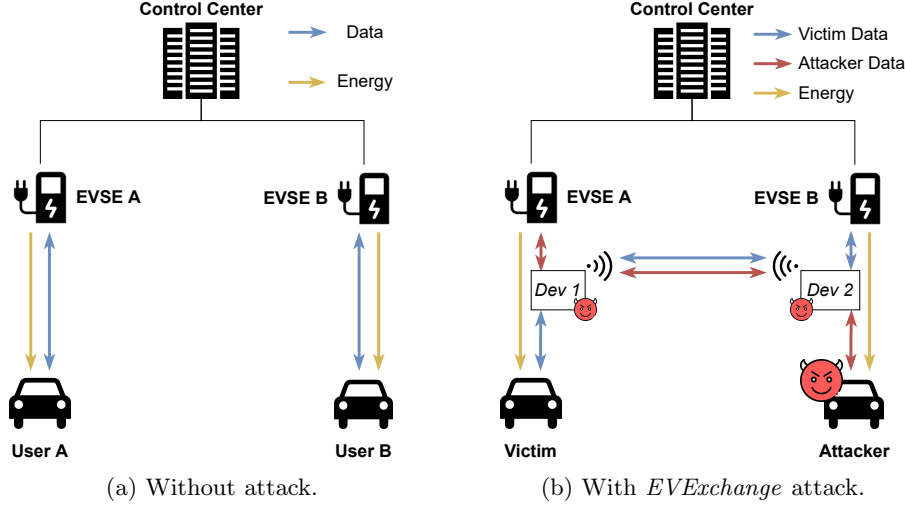 Control Center
Data
Energy
EVSE A
EVSE B
User A
User B
(a) Without attack.
Control Center
Victim Data
Attacker Data
Energy
EVSE A
EVSE B
Dev 1
Dev 2
Victim
Attacker
(b) With EVExchange attack.